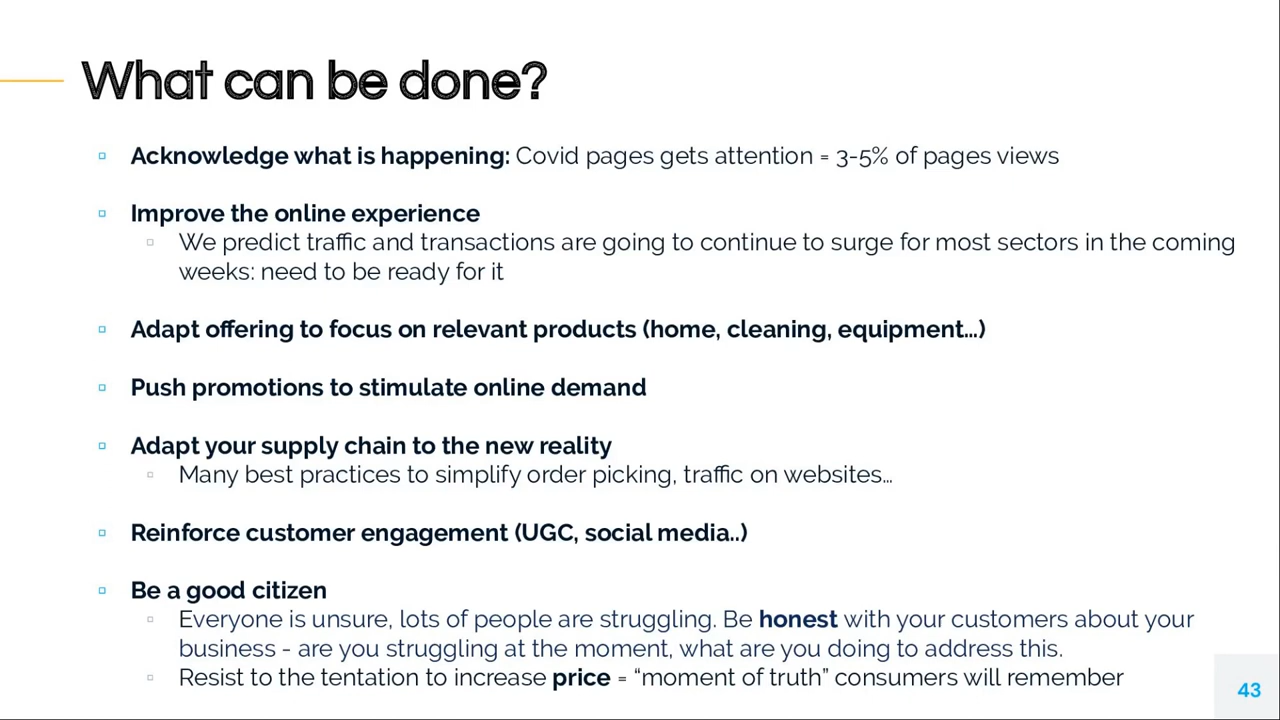 What can be done?
Acknowledge what is happening: Covid pages gets attention = 3-5% of pages views
Improve the online experience
We predict traffic and transactions are going to continue to surge for most sectors in the coming
weeks: need to be ready for it
Adapt offering to focus on relevant products (home, cleaning, equipment…)
Push promotions to stimulate online demand
Adapt your supply chain to the new reality
Many best practices to simplify order picking, traffic on websites…
Reinforce customer engagement (UGC, social media..)
Be a good citizen
Everyone is unsure, lots of people are struggling. Be honest with your customers about your
business - are you struggling at the moment, what are you doing to address this.
Resist to the tentation to increase price = “moment of truth” consumers will remember
43